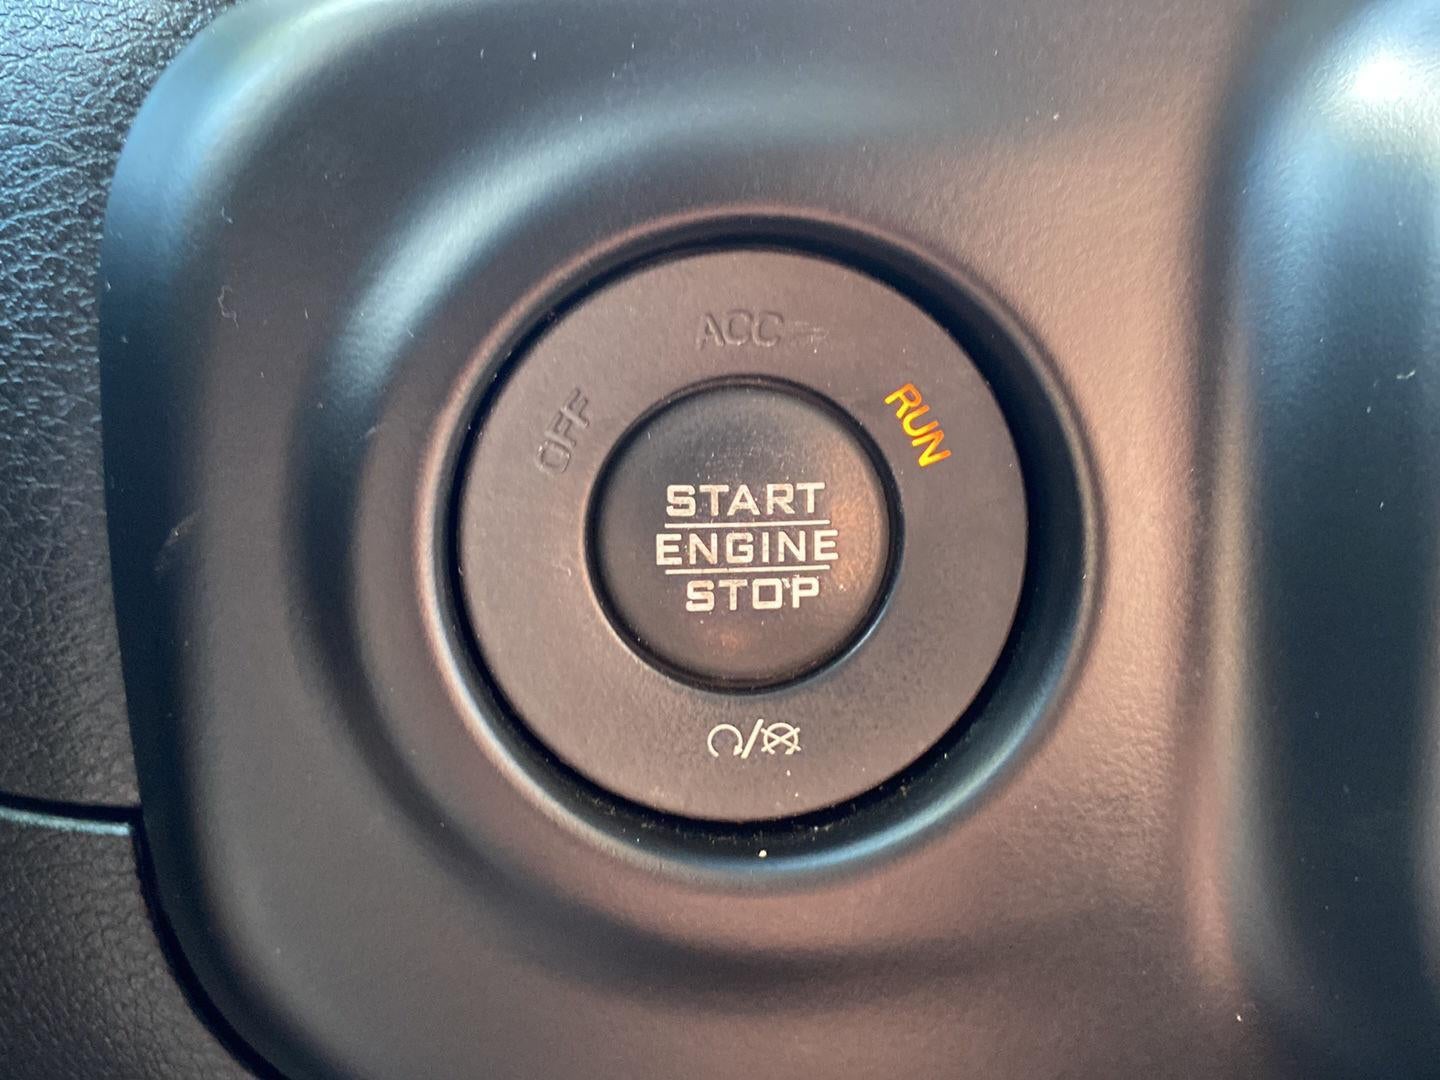 ACC
OFF
RUN
START
ENGINE
STOP